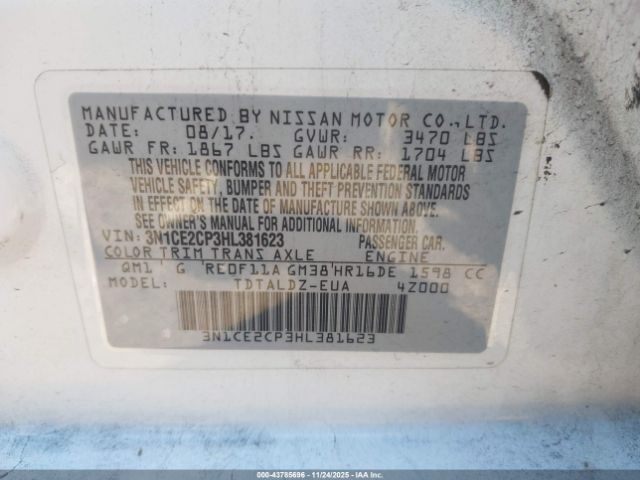 MANUFACTURED BY NISSAN MOTOR CO.,LTD.
DATE: 08/17. GVWR: 3470 LBS
GAWR FR: 1867 LBS GAWR RR: 1704 LBS
THIS VEHICLE CONFORMS TO ALL APPLICABLE FEDERAL MOTOR
VEHICLE SAFETY, BUMPER AND THEFT PREVENTION STANDARDS
IN EFFECT ON THE DATE OF MANUFACTURE SHOWN ABOVE.
SEE OWNER'S MANUAL FOR ADDITIONAL INFORMATION.
VIN: 3N1CE2CP3HL381623 PASSENGER CAR.
COLOR TRIM TRANS AXLE ENGINE
QM1 G RE0F11A GM38 HR16DE 1598 CC
MODEL: TDTALDZ-EUA 4Z000
3N1CE2CP3HL381623
00-43785696 | 11/24/2025 | IAAI.COM